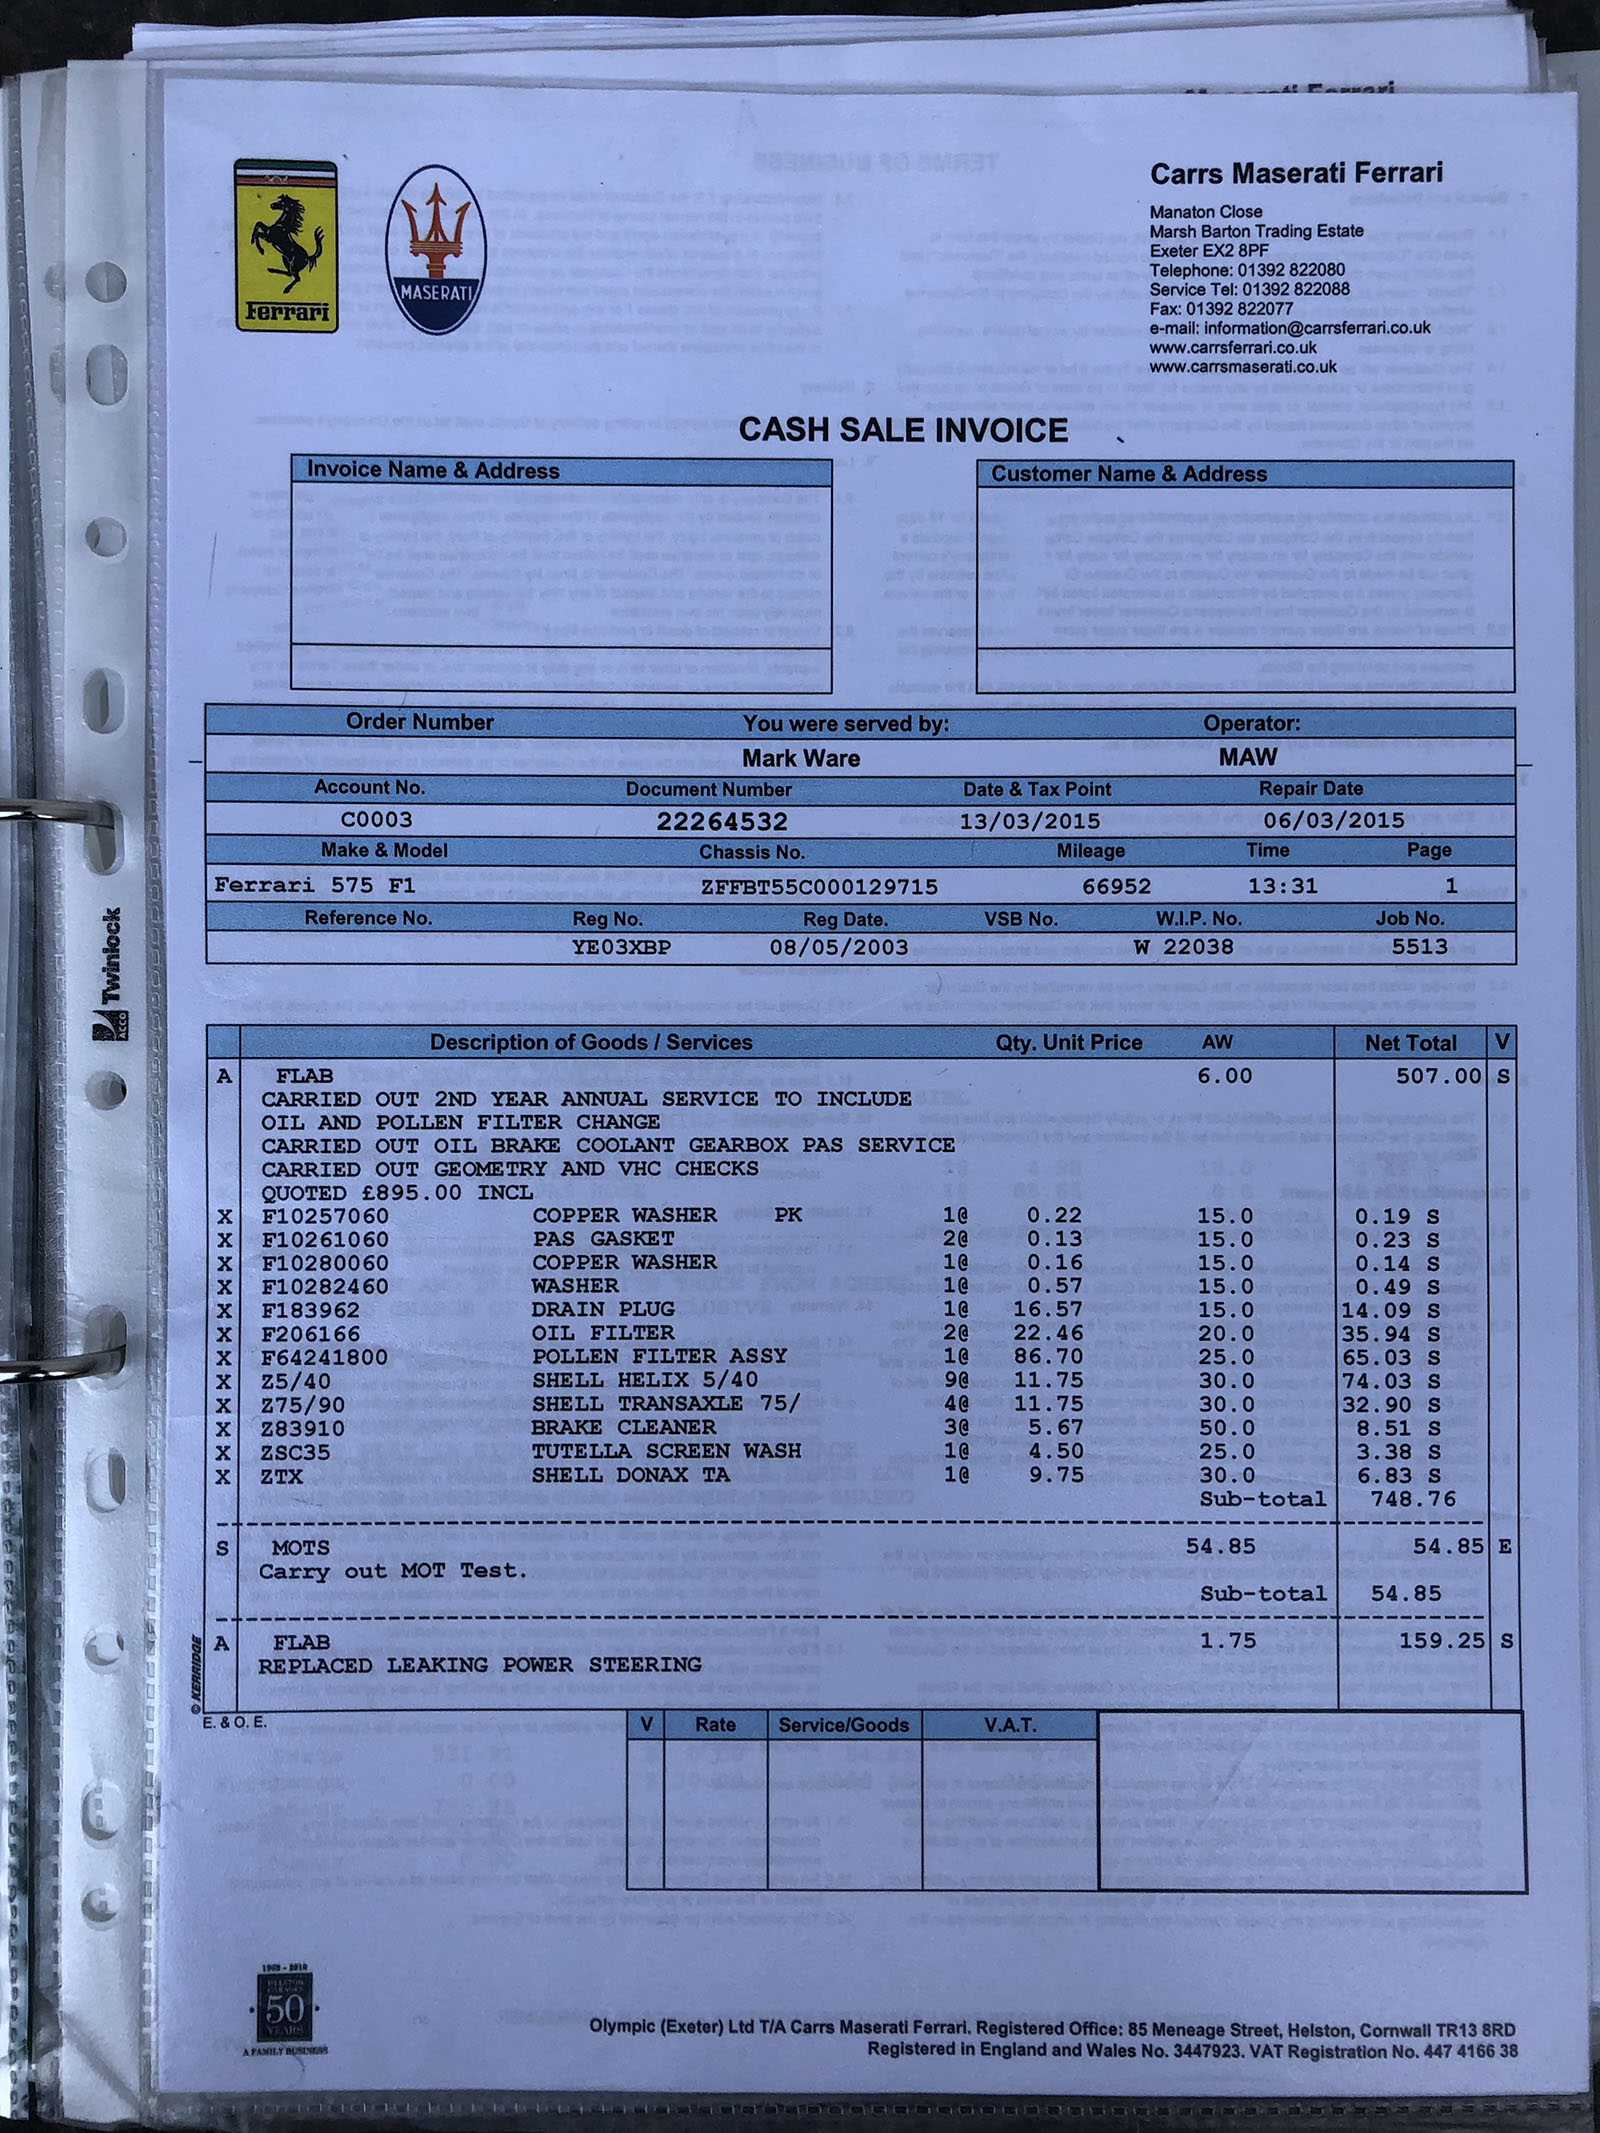 Maserati Ferrari
Ferrari
MASERATI
Carrs Maserati Ferrari
Manaton Close
Marsh Barton Trading Estate
Exeter EX2 8PF
Telephone: 01392 822080
Service Tel: 01392 822088
Fax: 01392 822077
e-mail: information@carrsferrari.co.uk
www.carrsferrari.co.uk
www.carrsmaserati.co.uk
CASH SALE INVOICE
Invoice Name & Address Customer Name & Address
Order Number You were served by: Operator:
Mark Ware MAW
Account No. Document Number Date & Tax Point Repair Date
C0003 22264532 13/03/2015 06/03/2015
Make & Model Chassis No. Mileage Time Page
Ferrari 575 F1 ZFFBT55C000129715 66952 13:31 1
Reference No. Reg No. Reg Date. VSB No. W.I.P. No. Job No.
YE03XBP 08/05/2003 W 22038 5513
Description of Goods / Services Qty. Unit Price AW Net Total V
A FLAB 6.00 507.00 S
CARRIED OUT 2ND YEAR ANNUAL SERVICE TO INCLUDE
OIL AND POLLEN FILTER CHANGE
CARRIED OUT OIL BRAKE COOLANT GEARBOX PAS SERVICE
CARRIED OUT GEOMETRY AND VHC CHECKS
QUOTED £895.00 INCL
X F10257060 COPPER WASHER PK 1@ 0.22 15.0 0.19 S
X F10261060 PAS GASKET 2@ 0.13 15.0 0.23 S
X F10280060 COPPER WASHER 1@ 0.16 15.0 0.14 S
X F10282460 WASHER 1@ 0.57 15.0 0.49 S
X F183962 DRAIN PLUG 1@ 16.57 15.0 14.09 S
X F206166 OIL FILTER 2@ 22.46 20.0 35.94 S
X F64241800 POLLEN FILTER ASSY 1@ 86.70 25.0 65.03 S
X Z5/40 SHELL HELIX 5/40 9@ 11.75 30.0 74.03 S
X Z75/90 SHELL TRANSAXLE 75/ 4@ 11.75 30.0 32.90 S
X Z83910 BRAKE CLEANER 3@ 5.67 50.0 8.51 S
X ZSC35 TUTELLA SCREEN WASH 1@ 4.50 25.0 3.38 S
X ZTX SHELL DONAX TA 1@ 9.75 30.0 6.83 S
Sub-total 748.76
S MOTS 54.85 54.85 E
Carry out MOT Test.
Sub-total 54.85
A FLAB 1.75 159.25 S
REPLACED LEAKING POWER STEERING
© KERRIDGE
E. & O. E.
V Rate Service/Goods V.A.T.
HELSTON
GARAGES
50
YEARS
A FAMILY BUSINESS
Olympic (Exeter) Ltd T/A Carrs Maserati Ferrari. Registered Office: 85 Meneage Street, Helston, Cornwall TR13 8RD
Registered in England and Wales No. 3447923. VAT Registration No. 447 4166 38
Twinlock
ACCO